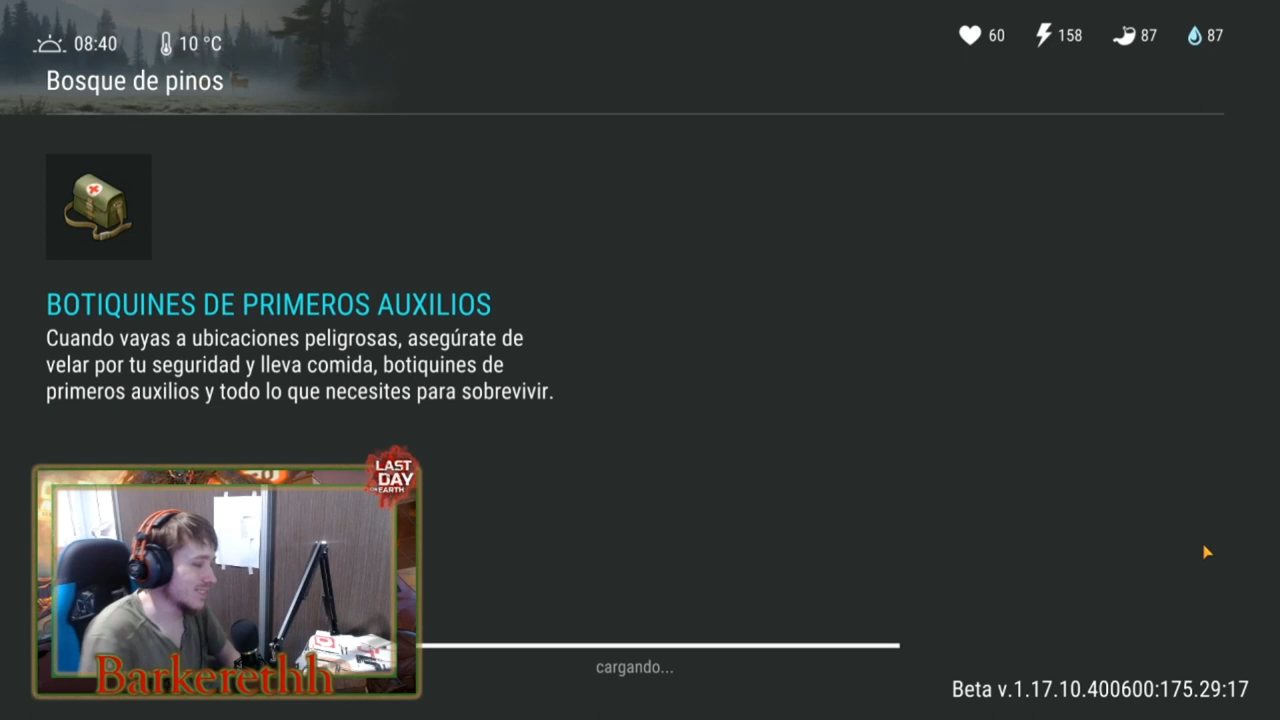 08:40 10 °C 60 158 87 87
Bosque de pinos
BOTIQUINES DE PRIMEROS AUXILIOS
Cuando vayas a ubicaciones peligrosas, asegúrate de
velar por tu seguridad y lleva comida, botiquines de
primeros auxilios y todo lo que necesites para sobrevivir.
LAST
DAY
ON EARTH
Barkerethh
cargando...
Beta v.1.17.10.400600:175.29:17